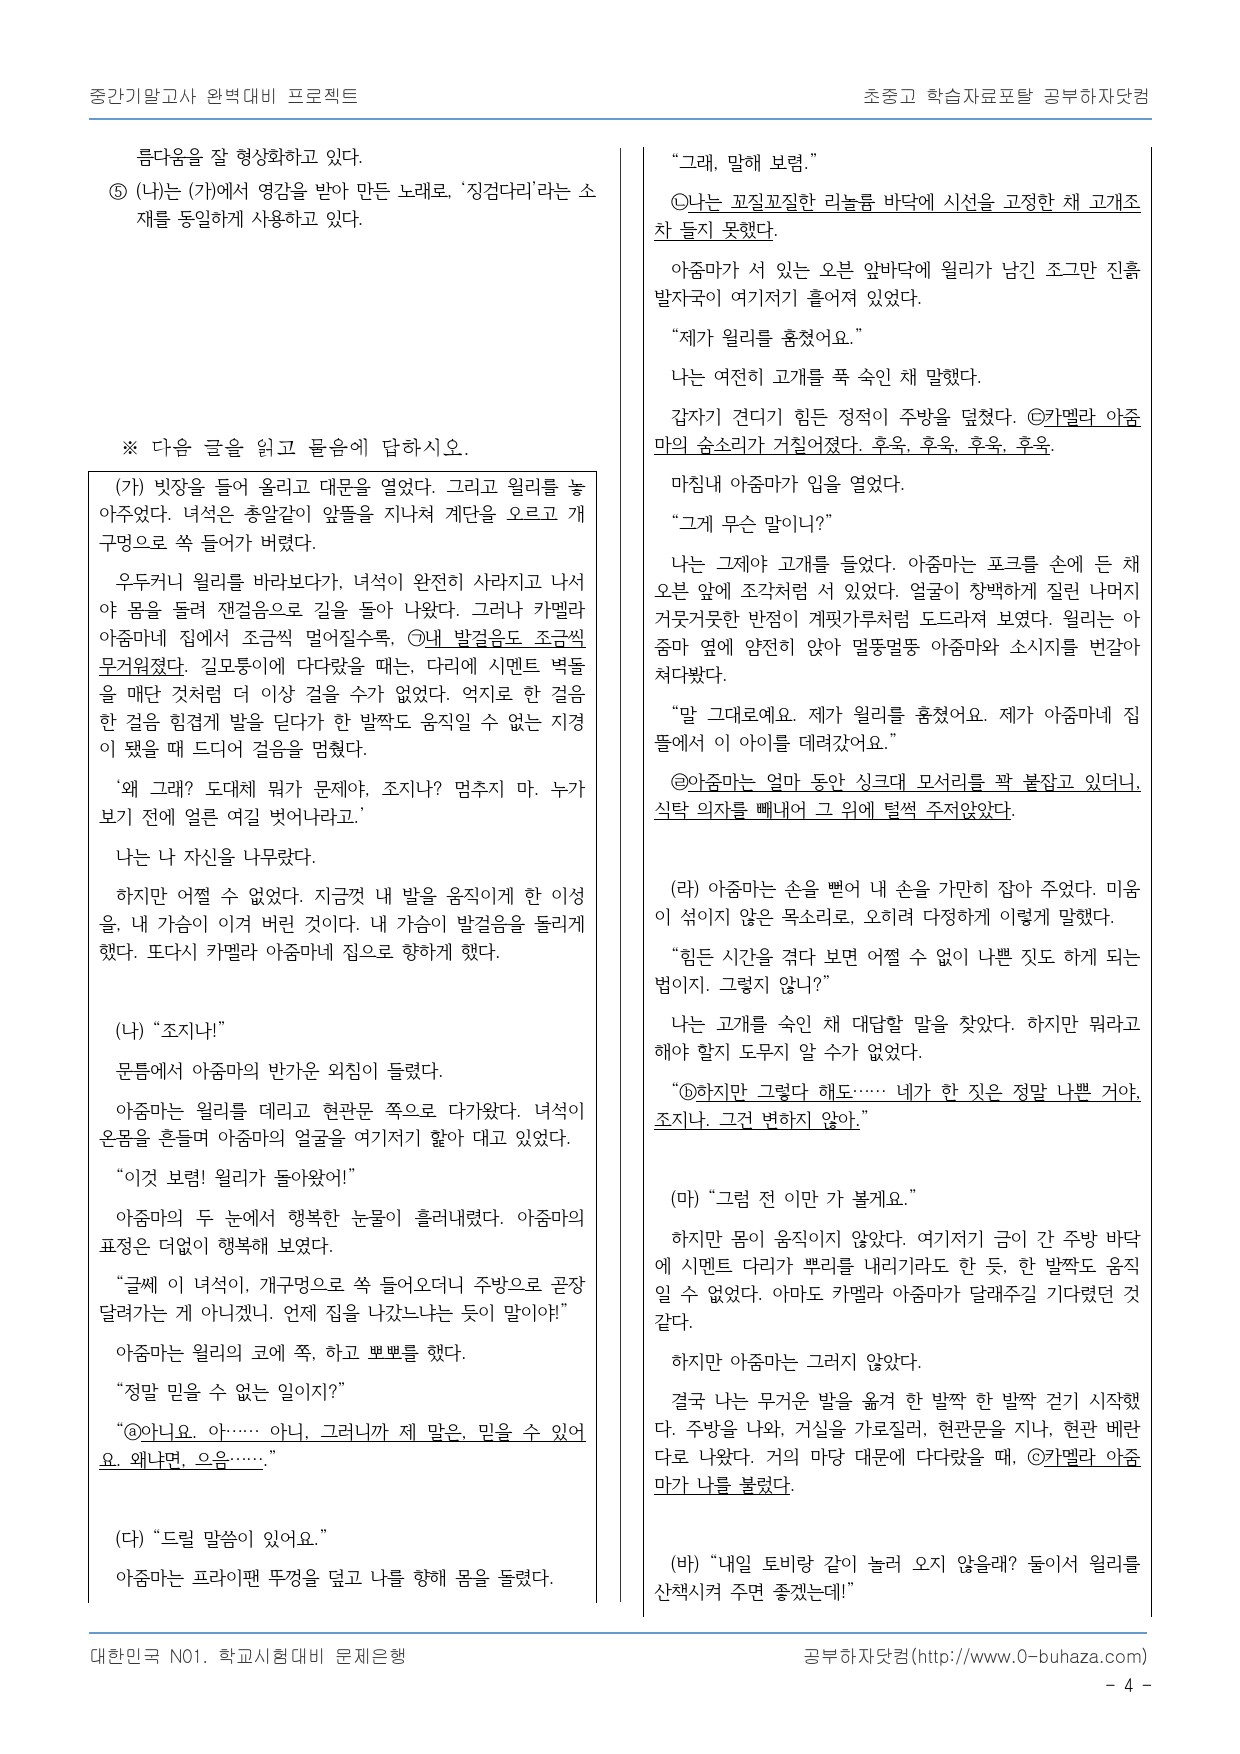 중간기말고사 완벽대비 프로젝트
초중고 학습자료포탈 공부하자닷컴
름다움을 잘 형상화하고 있다.
⑤ (나)는 (가)에서 영감을 받아 만든 노래로, ‘징검다리’라는 소
재를 동일하게 사용하고 있다.
※ 다음 글을 읽고 물음에 답하시오.
(가) 빗장을 들어 올리고 대문을 열었다. 그리고 윌리를 놓
아주었다. 녀석은 총알같이 앞뜰을 지나쳐 계단을 오르고 개
구멍으로 쏙 들어가 버렸다.
우두커니 윌리를 바라보다가, 녀석이 완전히 사라지고 나서
야 몸을 돌려 잰걸음으로 길을 돌아 나왔다. 그러나 카멜라
아줌마네 집에서 조금씩 멀어질수록, ㉠내 발걸음도 조금씩
무거워졌다. 길모퉁이에 다다랐을 때는, 다리에 시멘트 벽돌
을 매단 것처럼 더 이상 걸을 수가 없었다. 억지로 한 걸음
한 걸음 힘겹게 발을 딛다가 한 발짝도 움직일 수 없는 지경
이 됐을 때 드디어 걸음을 멈췄다.
‘왜 그래? 도대체 뭐가 문제야, 조지나? 멈추지 마. 누가
보기 전에 얼른 여길 벗어나라고.’
나는 나 자신을 나무랐다.
하지만 어쩔 수 없었다. 지금껏 내 발을 움직이게 한 이성
을, 내 가슴이 이겨 버린 것이다. 내 가슴이 발걸음을 돌리게
했다. 또다시 카멜라 아줌마네 집으로 향하게 했다.
(나) “조지나!”
문틈에서 아줌마의 반가운 외침이 들렸다.
아줌마는 윌리를 데리고 현관문 쪽으로 다가왔다. 녀석이
온몸을 흔들며 아줌마의 얼굴을 여기저기 핥아 대고 있었다.
“이것 보렴! 윌리가 돌아왔어!”
아줌마의 두 눈에서 행복한 눈물이 흘러내렸다. 아줌마의
표정은 더없이 행복해 보였다.
“글쎄 이 녀석이, 개구멍으로 쏙 들어오더니 주방으로 곧장
달려가는 게 아니겠니. 언제 집을 나갔느냐는 듯이 말이야!”
아줌마는 윌리의 코에 쪽, 하고 뽀뽀를 했다.
“정말 믿을 수 없는 일이지?”
“ⓐ아니요. 아…… 아니, 그러니까 제 말은, 믿을 수 있어
요. 왜냐면, 으음…….”
(다) “드릴 말씀이 있어요.”
아줌마는 프라이팬 뚜껑을 덮고 나를 향해 몸을 돌렸다.
“그래, 말해 보렴.”
㉡나는 꼬질꼬질한 리놀륨 바닥에 시선을 고정한 채 고개조
차 들지 못했다.
아줌마가 서 있는 오븐 앞바닥에 윌리가 남긴 조그만 진흙
발자국이 여기저기 흩어져 있었다.
“제가 윌리를 훔쳤어요.”
나는 여전히 고개를 푹 숙인 채 말했다.
갑자기 견디기 힘든 정적이 주방을 덮쳤다. ㉢카멜라 아줌
마의 숨소리가 거칠어졌다. 후욱, 후욱, 후욱, 후욱.
마침내 아줌마가 입을 열었다.
“그게 무슨 말이니?”
나는 그제야 고개를 들었다. 아줌마는 포크를 손에 든 채
오븐 앞에 조각처럼 서 있었다. 얼굴이 창백하게 질린 나머지
거뭇거뭇한 반점이 계핏가루처럼 도드라져 보였다. 윌리는 아
줌마 옆에 얌전히 앉아 멀뚱멀뚱 아줌마와 소시지를 번갈아
쳐다봤다.
“말 그대로예요. 제가 윌리를 훔쳤어요. 제가 아줌마네 집
뜰에서 이 아이를 데려갔어요.”
㉣아줌마는 얼마 동안 싱크대 모서리를 꽉 붙잡고 있더니,
식탁 의자를 빼내어 그 위에 털썩 주저앉았다.
(라) 아줌마는 손을 뻗어 내 손을 가만히 잡아 주었다. 미움
이 섞이지 않은 목소리로, 오히려 다정하게 이렇게 말했다.
“힘든 시간을 겪다 보면 어쩔 수 없이 나쁜 짓도 하게 되는
법이지. 그렇지 않니?”
나는 고개를 숙인 채 대답할 말을 찾았다. 하지만 뭐라고
해야 할지 도무지 알 수가 없었다.
“ⓑ하지만 그렇다 해도…… 네가 한 짓은 정말 나쁜 거야,
조지나. 그건 변하지 않아.”
(마) “그럼 전 이만 가 볼게요.”
하지만 몸이 움직이지 않았다. 여기저기 금이 간 주방 바닥
에 시멘트 다리가 뿌리를 내리기라도 한 듯, 한 발짝도 움직
일 수 없었다. 아마도 카멜라 아줌마가 달래주길 기다렸던 것
같다.
하지만 아줌마는 그러지 않았다.
결국 나는 무거운 발을 옮겨 한 발짝 한 발짝 걷기 시작했
다. 주방을 나와, 거실을 가로질러, 현관문을 지나, 현관 베란
다로 나왔다. 거의 마당 대문에 다다랐을 때, ⓒ카멜라 아줌
마가 나를 불렀다.
(바) “내일 토비랑 같이 놀러 오지 않을래? 둘이서 윌리를
산책시켜 주면 좋겠는데!”
대한민국 N01. 학교시험대비 문제은행
공부하자닷컴(http://www.0-buhaza.com)
- 4 -